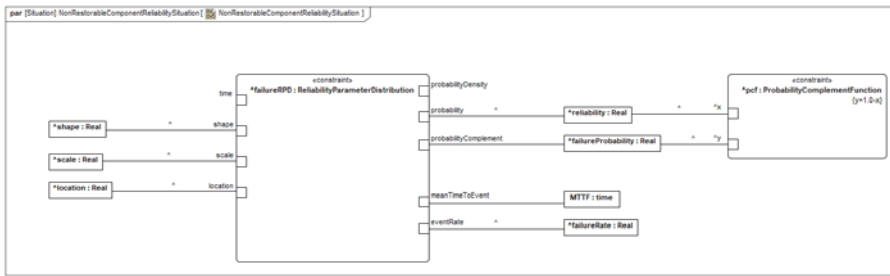 par [Situation] NonRestorableComponentReliabilitySituation [ NonRestorableComponentReliabilitySituation ]
«constraint»
^failureRPD : ReliabilityParameterDistribution
«constraint»
^pcf : ProbabilityComplementFunction
{y=1.0-x}
time
probabilityDensity
probability
^
^reliability : Real
^
^x
^shape : Real
^
shape
probabilityComplement
^failureProbability : Real
^
^
^y
^scale : Real
^
scale
^location : Real
^
location
meanTimeToEvent
MTTF : time
eventRate
^
^failureRate : Real